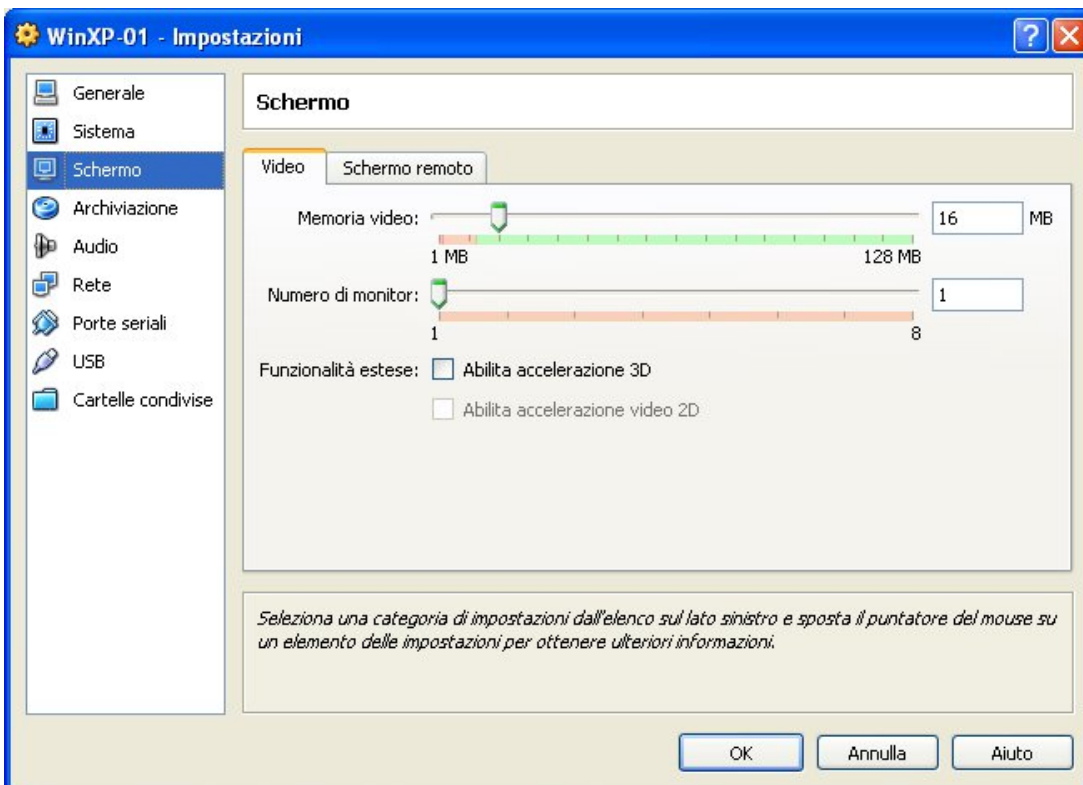 WinXP-01 - Impostazioni
Generale
Sistema
Schermo
Archiviazione
Audio
Rete
Porte seriali
USB
Cartelle condivise
Schermo
Video
Schermo remoto
Memoria video:
16
MB
1 MB
128 MB
Numero di monitor:
1
1
8
Funzionalità estese:
Abilita accelerazione 3D
Abilita accelerazione video 2D
Seleziona una categoria di impostazioni dall'elenco sul lato sinistro e sposta il puntatore del mouse su
un elemento delle impostazioni per ottenere ulteriori informazioni.
OK
Annulla
Aiuto